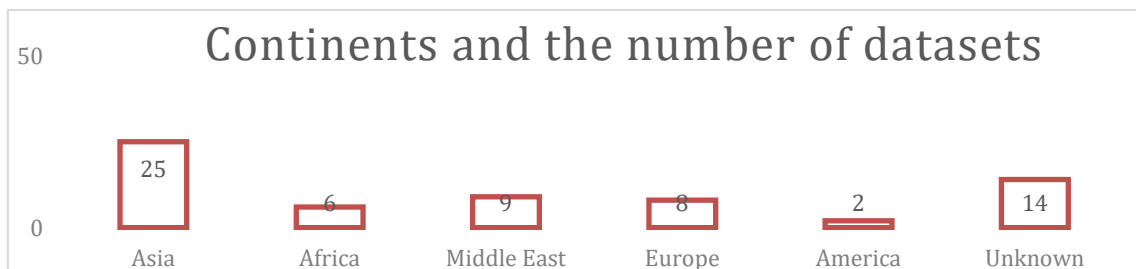 Continents and the number of datasets
50
25
6
9
8
2
14
0
Asia
Africa
Middle East
Europe
America
Unknown